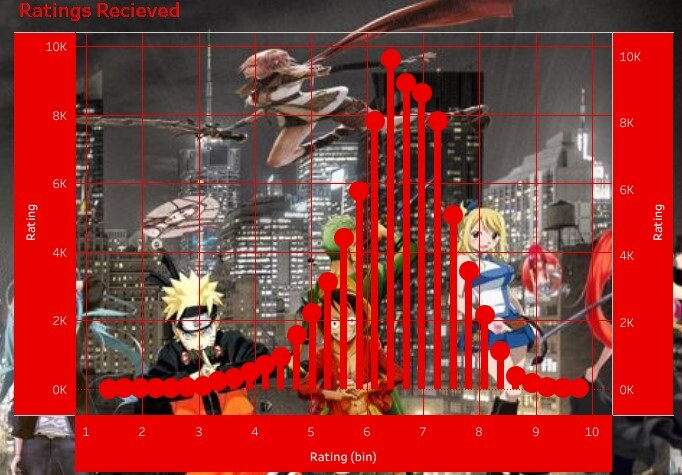 Ratings Recieved
10K
8K
6K
4K
2K
0K
Rating
10K
8K
6K
4K
2K
0K
Rating
1 2 3 4 5 6 7 8 9 10
Rating (bin)